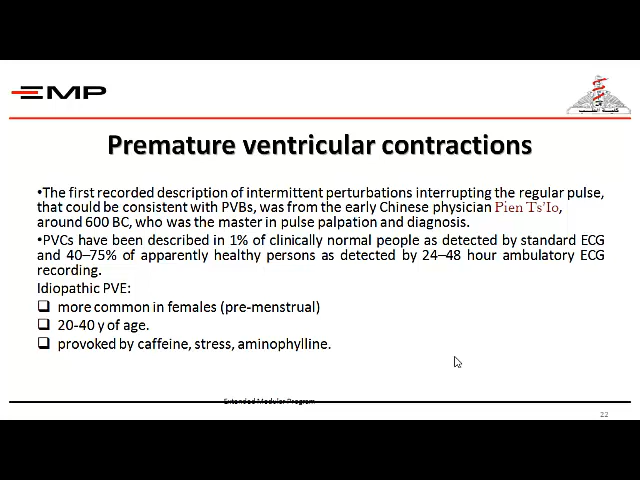 EMP
كلية الطب
Premature ventricular contractions
•The first recorded description of intermittent perturbations interrupting the regular pulse,
that could be consistent with PVBs, was from the early Chinese physician Pien Ts'Io,
around 600 BC, who was the master in pulse palpation and diagnosis.
•PVCs have been described in 1% of clinically normal people as detected by standard ECG
and 40–75% of apparently healthy persons as detected by 24–48 hour ambulatory ECG
recording.
Idiopathic PVE:
❑ more common in females (pre-menstrual)
❑ 20-40 y of age.
❑ provoked by caffeine, stress, aminophylline.
Extended Modular Program
22